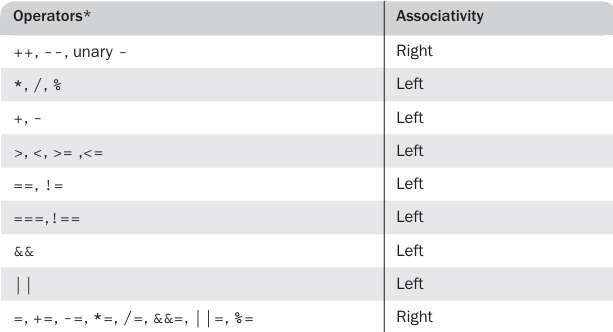 Operators* Associativity
++, --, unary - Right
*, /, % Left
+, - Left
>, <, >= ,<= Left
==, != Left
===,!== Left
&& Left
|| Left
=, +=, -=, *=, /=, &&=, ||=, %= Right